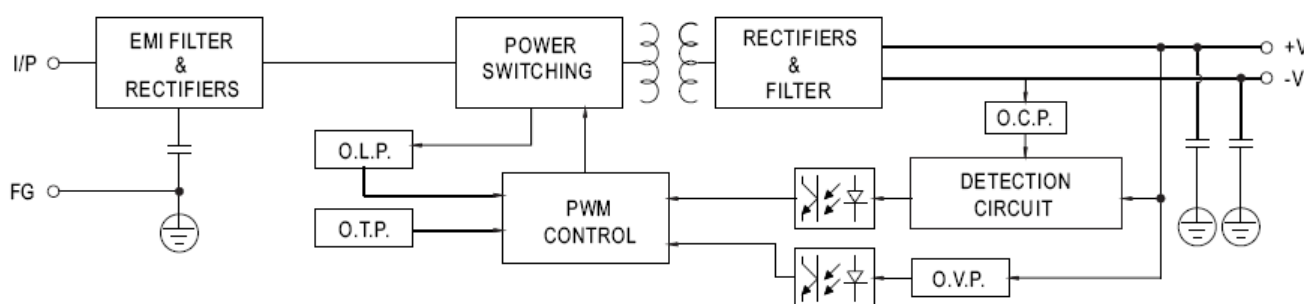 I/P
EMI FILTER
&
RECTIFIERS
POWER
SWITCHING
RECTIFIERS
&
FILTER
+V
-V
O.C.P.
O.L.P.
FG
O.T.P.
PWM
CONTROL
DETECTION
CIRCUIT
O.V.P.